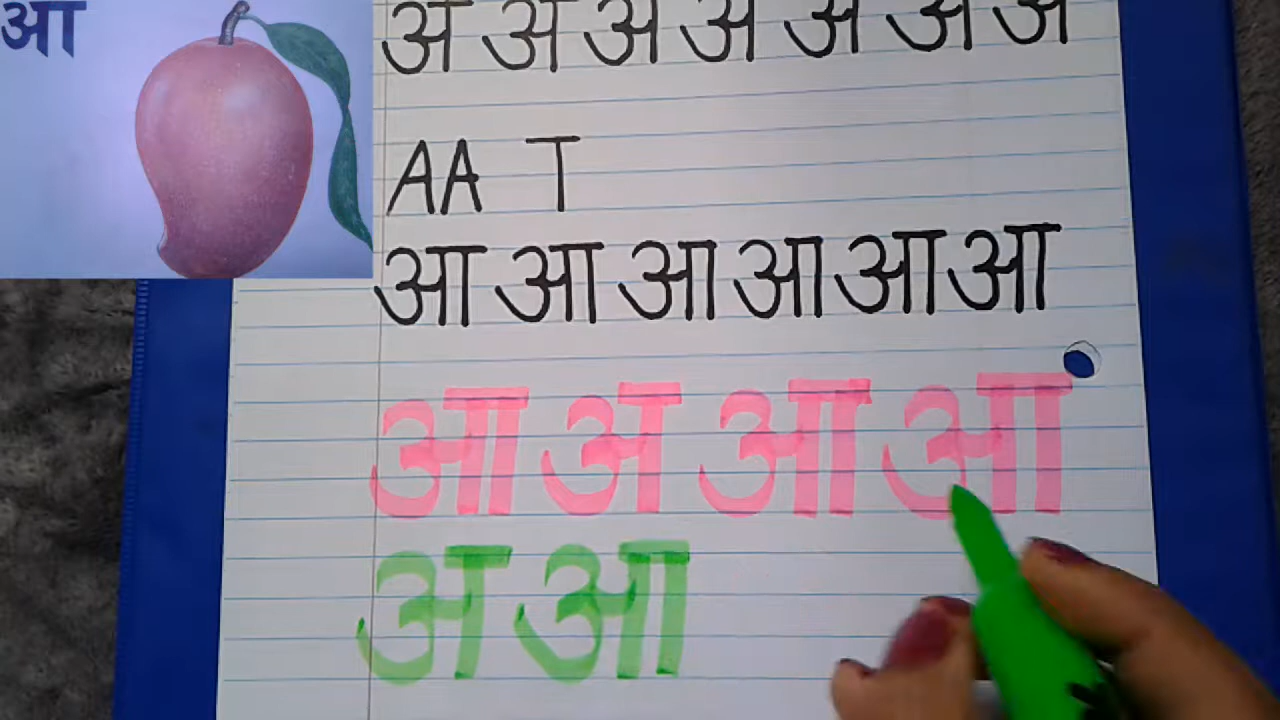 आ
अ अ अ अ अ अ अ
AA T
आ आ आ आ आ आ
आ अ आ आ
अ आ